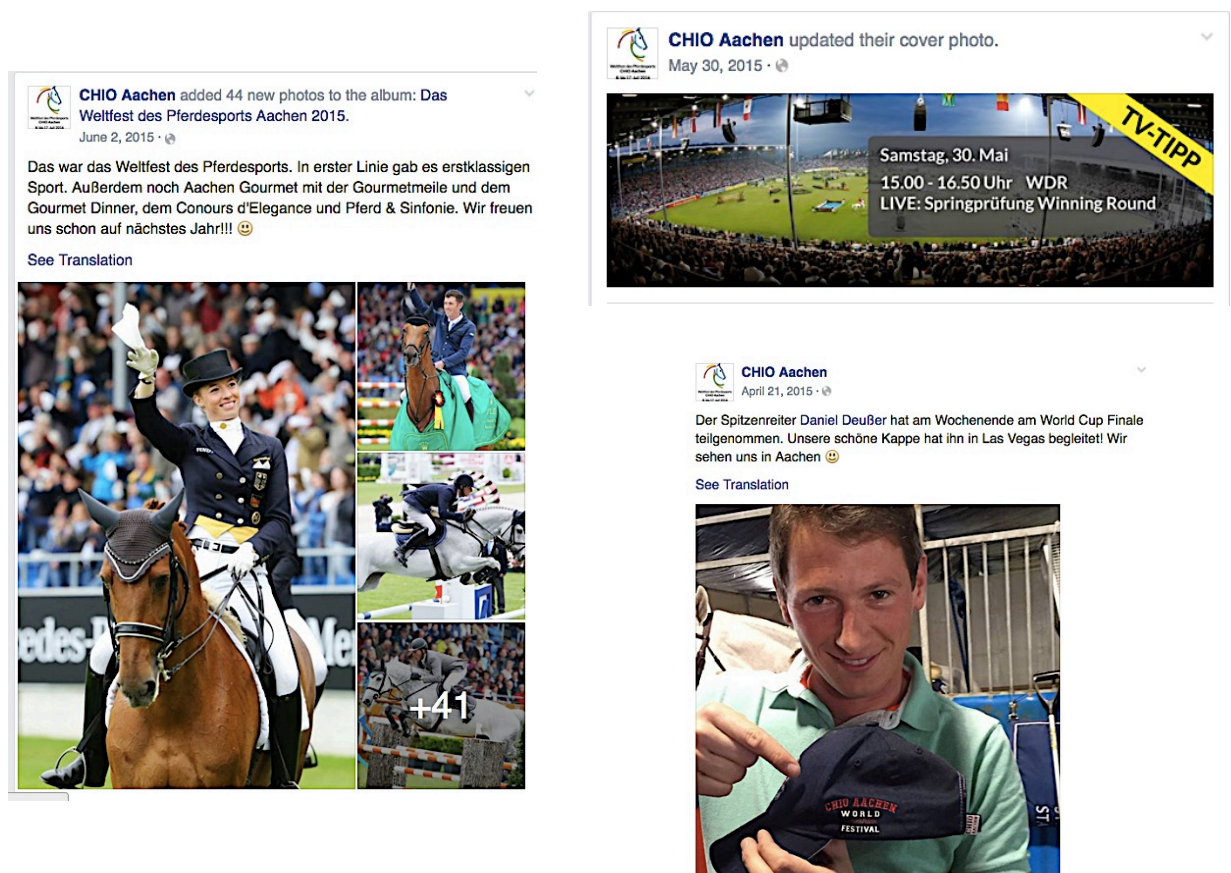 CHIO Aachen added 44 new photos to the album: Das
Weltfest des Pferdesports Aachen 2015.
June 2, 2015 ·
Das war das Weltfest des Pferdesports. In erster Linie gab es erstklassigen
Sport. Außerdem noch Aachen Gourmet mit der Gourmetmeile und dem
Gourmet Dinner, dem Conours d'Elegance und Pferd & Sinfonie. Wir freuen
uns schon auf nächstes Jahr!!! 😃
See Translation
edes-
Me
+41
CHIO Aachen updated their cover photo.
May 30, 2015 ·
TV-TIPP
Samstag, 30. Mai
15.00 - 16.50 Uhr WDR
LIVE: Springprüfung Winning Round
CHIO Aachen
April 21, 2015 ·
Der Spitzenreiter Daniel Deußer hat am Wochenende am World Cup Finale
teilgenommen. Unsere schöne Kappe hat ihn in Las Vegas begleitet! Wir
sehen uns in Aachen 😃
See Translation
CHIO AACHEN
WORLD
FESTIVAL